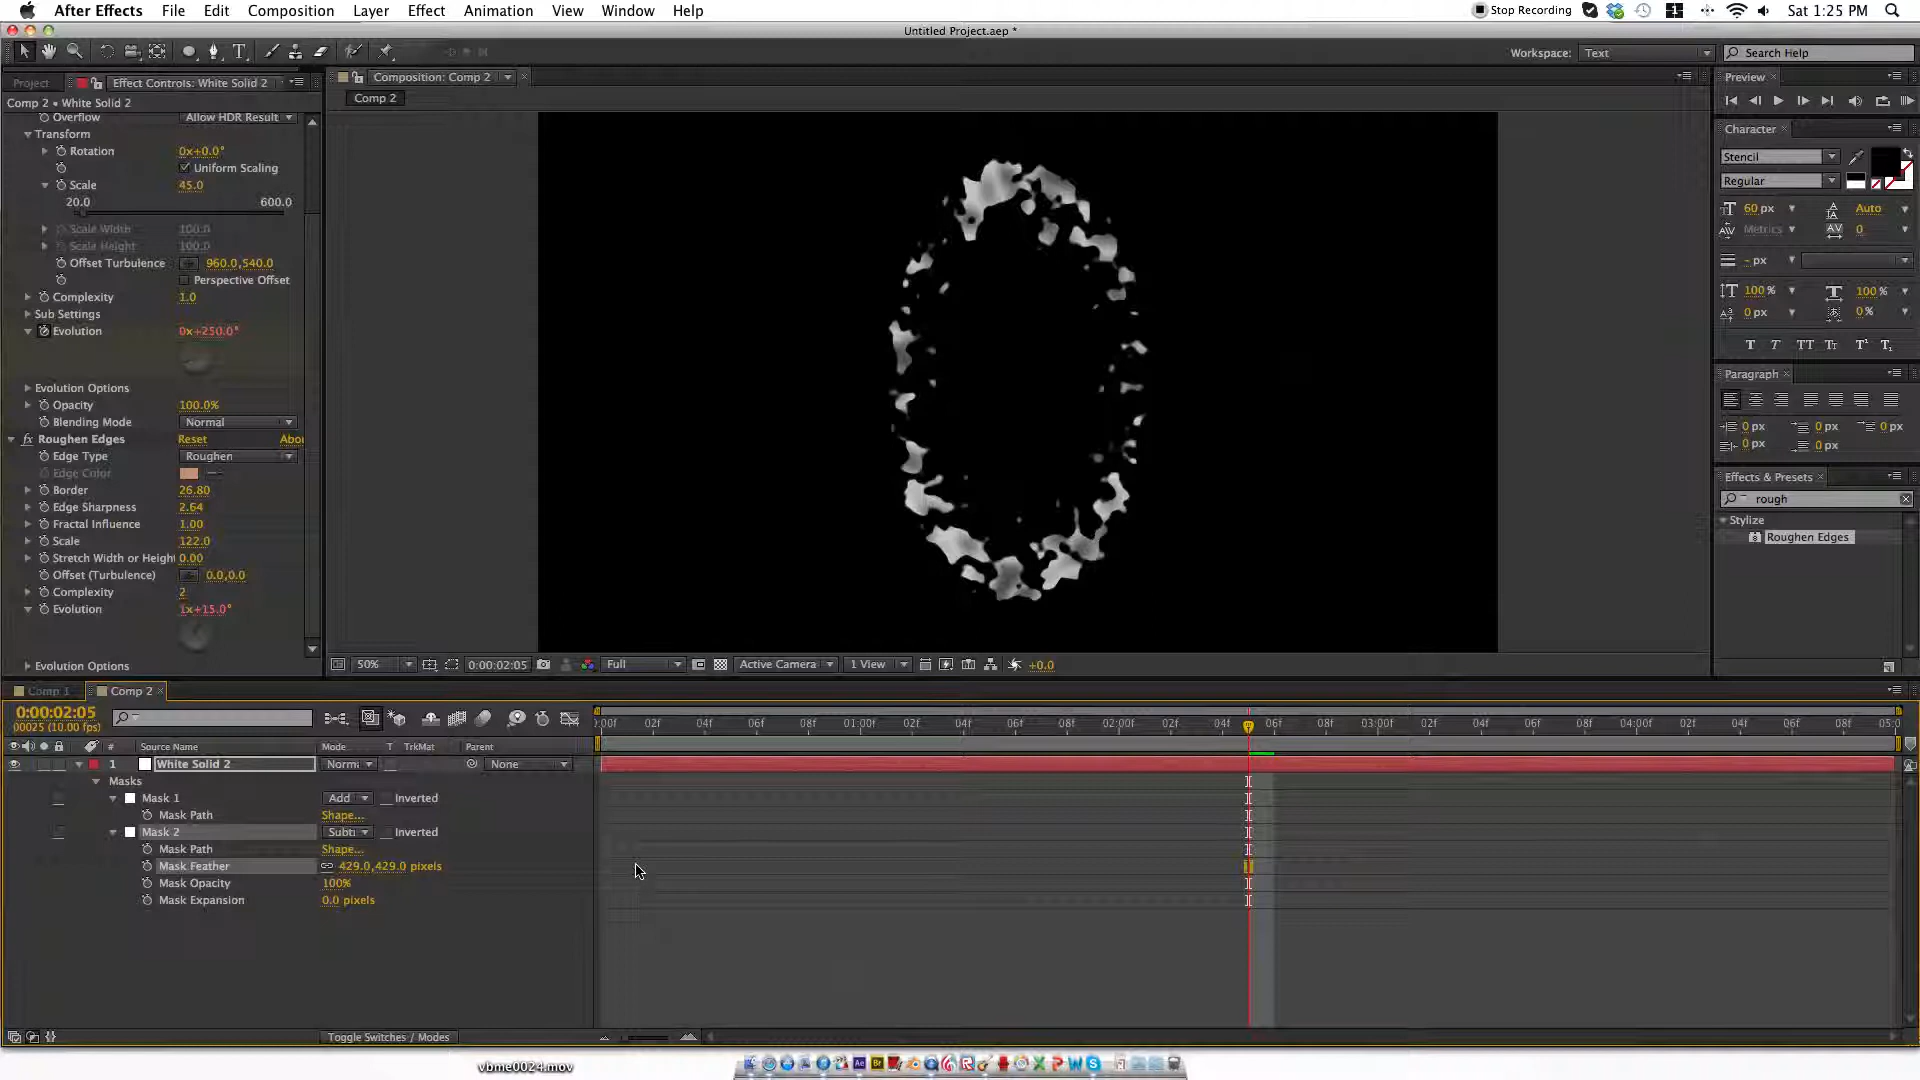 After Effects File Edit Composition Layer Effect Animation View Window Help
Stop Recording Sat 1:25 PM
Untitled Project.aep *
Workspace: Text Search Help
Project Effect Controls: White Solid 2
Composition: Comp 2
Preview
Comp 2 • White Solid 2
Comp 2
Overflow Allow HDR Result
Transform
Rotation 0x+0.0°
Uniform Scaling
Scale 45.0
20.0 600.0
Scale Width 100.0
Scale Height 100.0
Offset Turbulence 960.0,540.0
Perspective Offset
Complexity 1.0
Sub Settings
Evolution 0x+250.0°
Evolution Options
Opacity 100.0%
Blending Mode Normal
fx Roughen Edges Reset Abou
Edge Type Roughen
Edge Color
Border 26.80
Edge Sharpness 2.64
Fractal Influence 1.00
Scale 122.0
Stretch Width or Height 0.00
Offset (Turbulence) 0.0,0.0
Complexity 2
Evolution 1x+15.0°
Evolution Options
Character
Stencil
Regular
60 px Auto
Metrics 0
- px
100 % 100 %
0 px 0 %
T T TT Tt T¹ T₁
Paragraph
0 px 0 px 0 px
0 px 0 px
Effects & Presets
rough
Stylize
Roughen Edges
50% 0:00:02:05 Full Active Camera 1 View +0.0
Comp 1 Comp 2
0:00:02:05
00025 (10.00 fps)
:00f 02f 04f 06f 08f 01:00f 02f 04f 06f 08f 02:00f 02f 04f 06f 08f 03:00f 02f 04f 06f 08f 04:00f 02f 04f 06f 08f 05:0
# Source Name Mode T TrkMat Parent
1 White Solid 2 Norm None
Masks
Mask 1 Add Inverted
Mask Path Shape...
Mask 2 Subt Inverted
Mask Path Shape...
Mask Feather 429.0,429.0 pixels
Mask Opacity 100%
Mask Expansion 0.0 pixels
Toggle Switches / Modes
vbme0024.mov